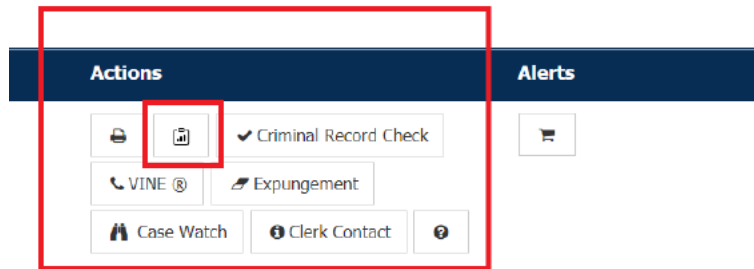 Actions Alerts
Criminal Record Check
VINE ® Expungement
Case Watch Clerk Contact